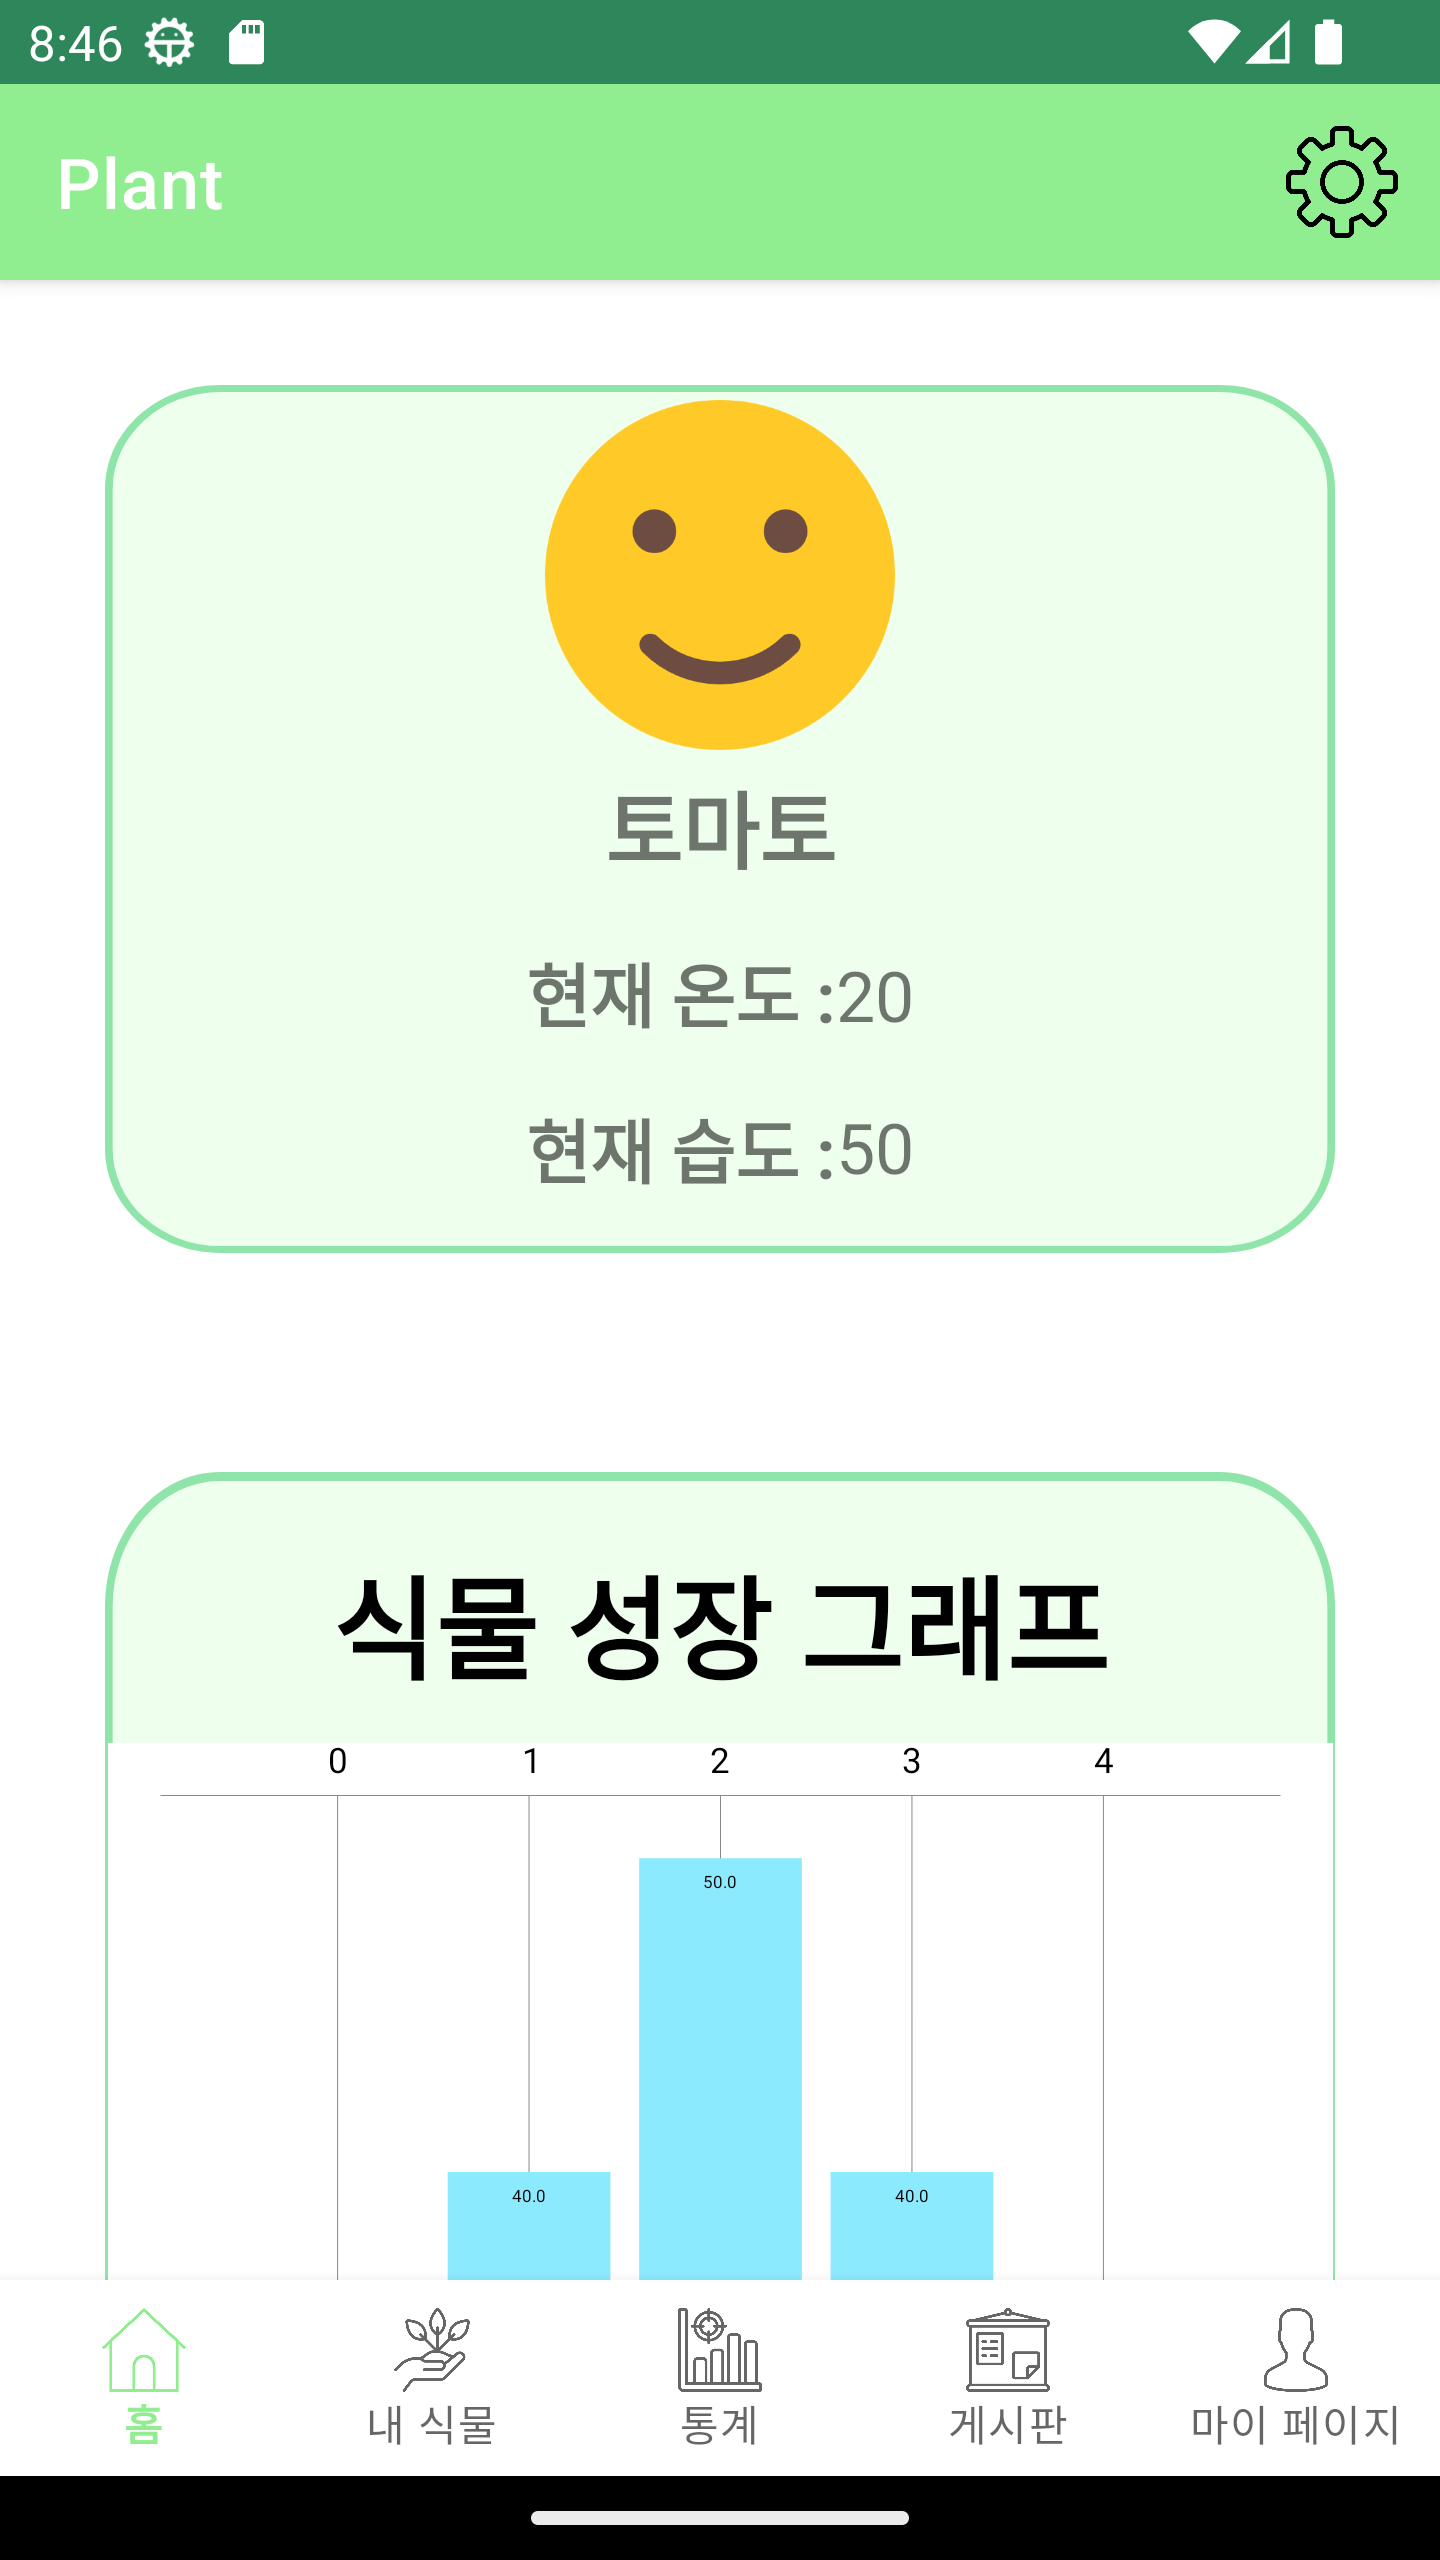 8:46
Plant
토마토
현재 온도 :20
현재 습도 :50
식물 성장 그래프
0 1 2 3 4
50.0
40.0 40.0
홈 내 식물 통계 게시판 마이 페이지